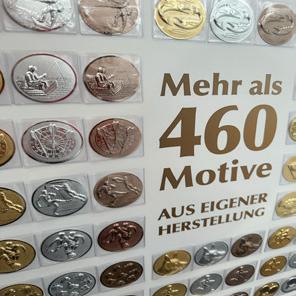 Mehr als
460
Motive
AUS EIGENER
HERSTELLUNG